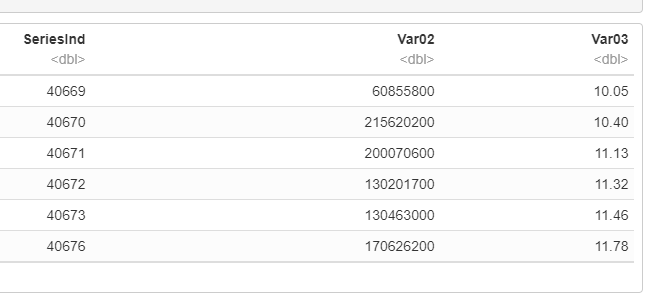 SeriesInd Var02 Var03
<dbl> <dbl> <dbl>
40669 60855800 10.05
40670 215620200 10.40
40671 200070600 11.13
40672 130201700 11.32
40673 130463000 11.46
40676 170626200 11.78